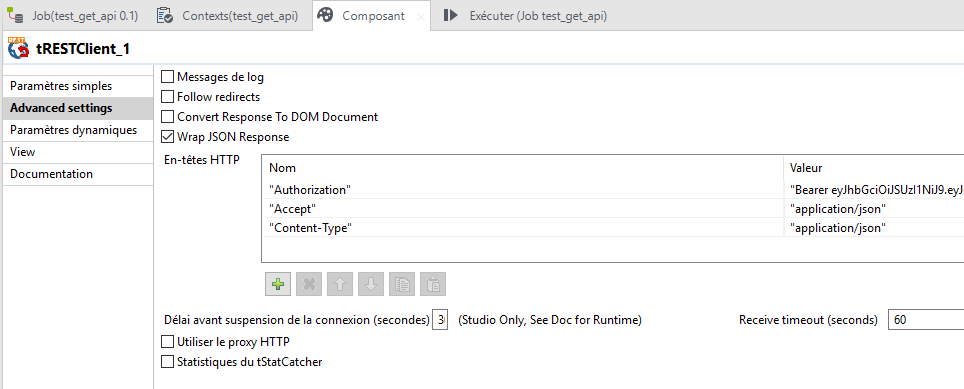 Job(test_get_api 0.1) Contexts(test_get_api) Composant Exécuter (Job test_get_api)
REST tRESTClient_1
Messages de log
Paramètres simples
Follow redirects
Advanced settings
Convert Response To DOM Document
Paramètres dynamiques
Wrap JSON Response
View
En-têtes HTTP
Nom Valeur
Documentation
"Authorization" "Bearer eyJhbGciOiJSUzI1NiJ9.eyJ
"Accept" "application/json"
"Content-Type" "application/json"
Délai avant suspension de la connexion (secondes) (Studio Only, See Doc for Runtime) Receive timeout (seconds) 60
Utiliser le proxy HTTP
Statistiques du tStatCatcher